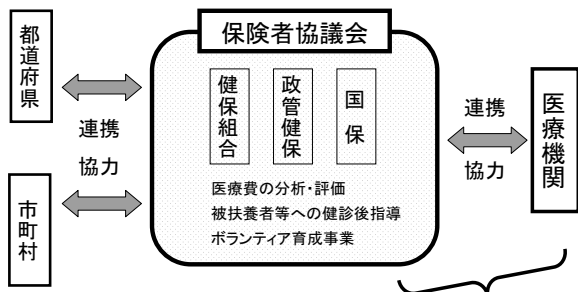 保険者協議会
都道府県
連携
協力
市町村
健保組合
政管健保
国保
医療費の分析・評価
被扶養者等への健診後指導
ボランティア育成事業
連携
協力
医療機関